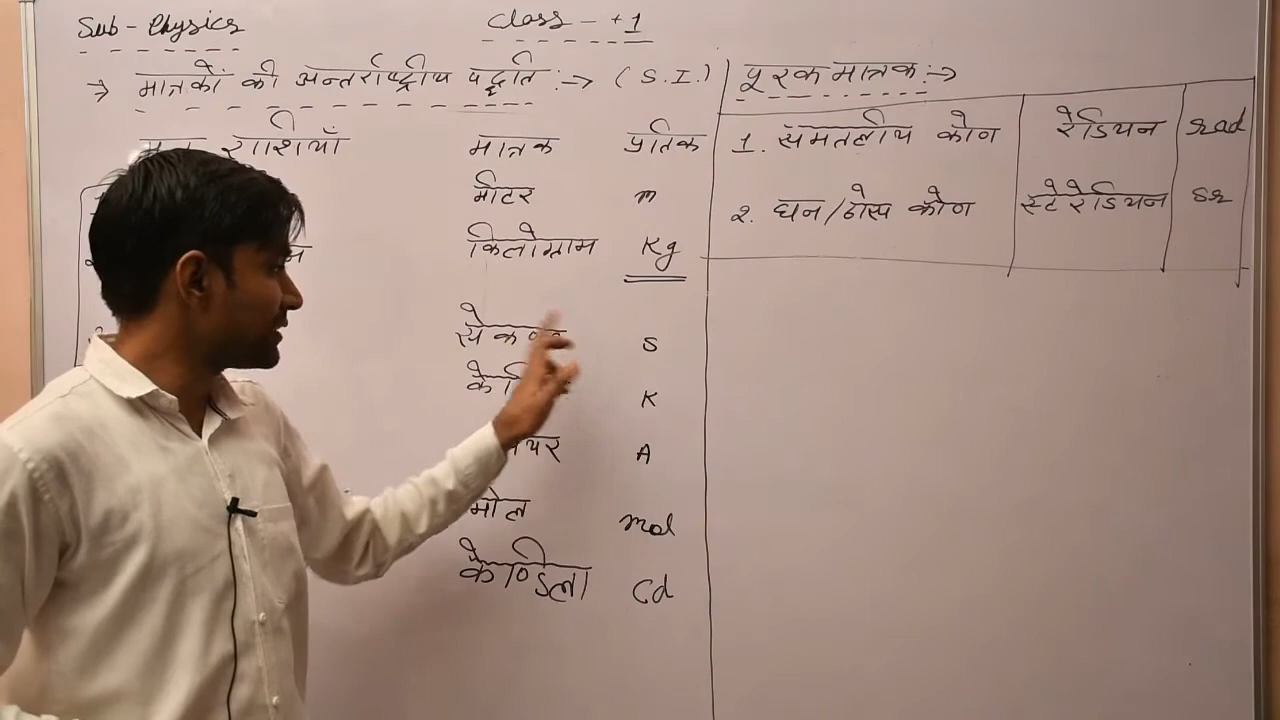 Sub - Physics
Class - +1
→ मात्रकों की अन्तर्राष्ट्रीय पद्धति :→ (S.I.)
राशियाँ मात्रक प्रतिक
मीटर m
किलोग्राम Kg
s
K
A
मोल mol
केण्डिला Cd
पूरक मात्रक :→
1. समतलीय कोण रेडियन rad
2. घन/ठोस कोण स्टेरेडियन sr